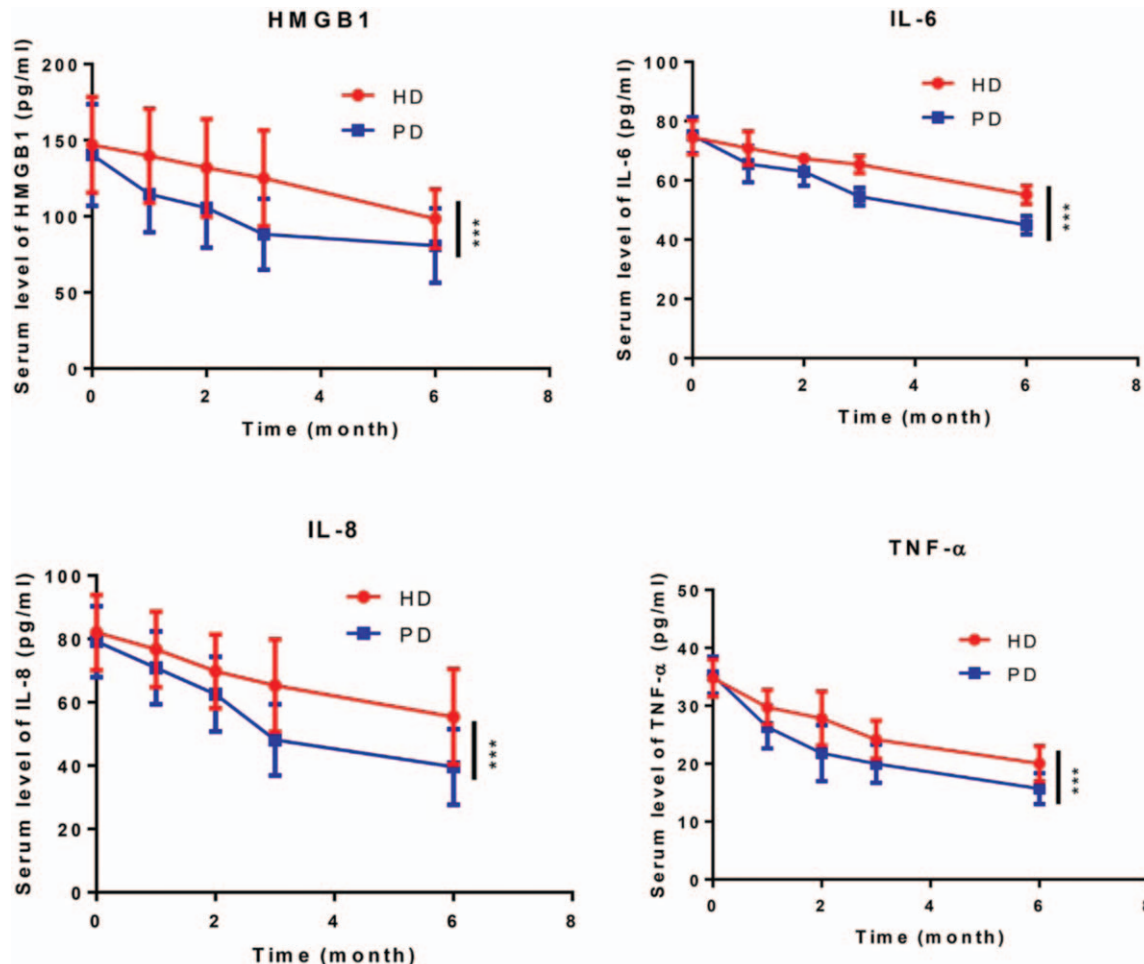 HMGB1
Serum level of HMGB1 (pg/ml)
200
150
100
50
0
HD
PD
***
0 2 4 6 8
Time (month)
IL-6
Serum level of IL-6 (pg/ml)
100
80
60
40
20
0
HD
PD
***
0 2 4 6 8
Time (month)
IL-8
Serum level of IL-8 (pg/ml)
100
80
60
40
20
0
HD
PD
***
0 2 4 6 8
Time (month)
TNF-α
Serum level of TNF-α (pg/ml)
50
40
30
20
10
0
HD
PD
***
0 2 4 6 8
Time (month)